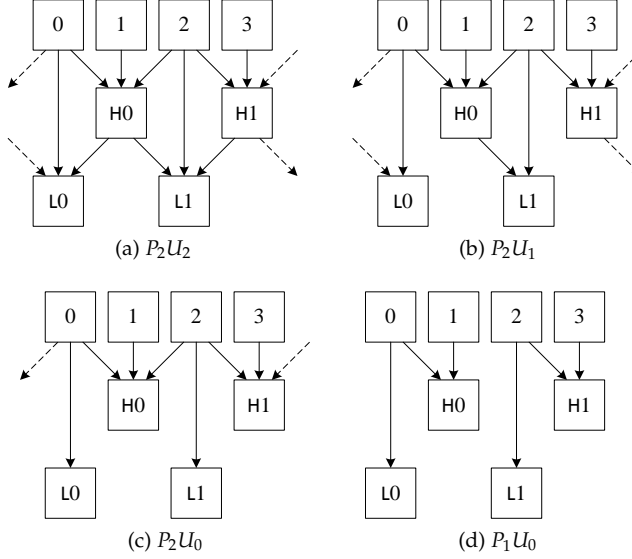 0 1 2 3 0 1 2 3
H0 H1 H0 H1
L0 L1 L0 L1
(a) P₂U₂ (b) P₂U₁
0 1 2 3 0 1 2 3
H0 H1 H0 H1
L0 L1 L0 L1
(c) P₂U₀ (d) P₁U₀